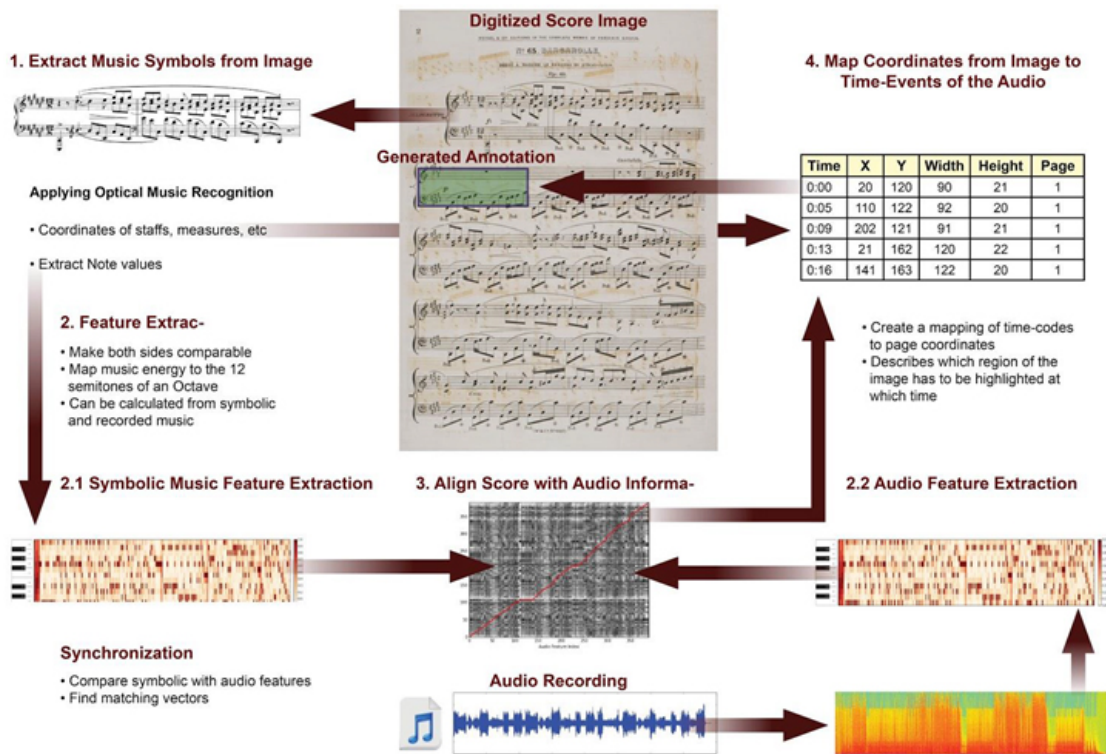 Digitized Score Image
1. Extract Music Symbols from Image
4. Map Coordinates from Image to
Time-Events of the Audio
Nº 65. BARCAROLLE
Generated Annotation
Applying Optical Music Recognition
• Coordinates of staffs, measures, etc
• Extract Note values
Time X Y Width Height Page
0:00 20 120 90 21 1
0:05 110 122 92 20 1
0:09 202 121 91 21 1
0:13 21 162 120 22 1
0:16 141 163 122 20 1
2. Feature Extrac-
• Make both sides comparable
• Map music energy to the 12
semitones of an Octave
• Can be calculated from symbolic
and recorded music
• Create a mapping of time-codes
to page coordinates
• Describes which region of the
image has to be highlighted at
which time
2.1 Symbolic Music Feature Extraction
3. Align Score with Audio Informa-
2.2 Audio Feature Extraction
Audio Feature Index
Synchronization
• Compare symbolic with audio features
• Find matching vectors
Audio Recording